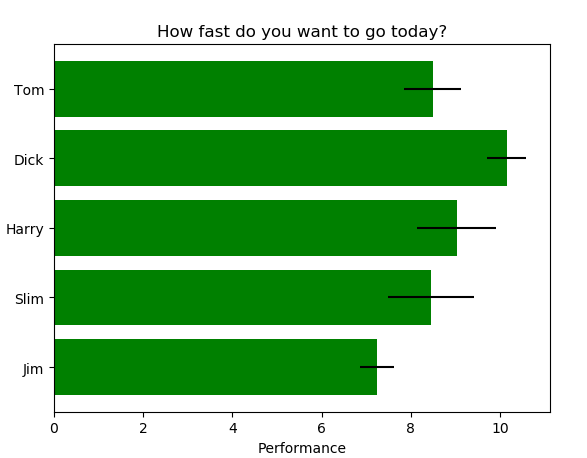 How fast do you want to go today?
Tom
Dick
Harry
Slim
Jim
0 2 4 6 8 10
Performance